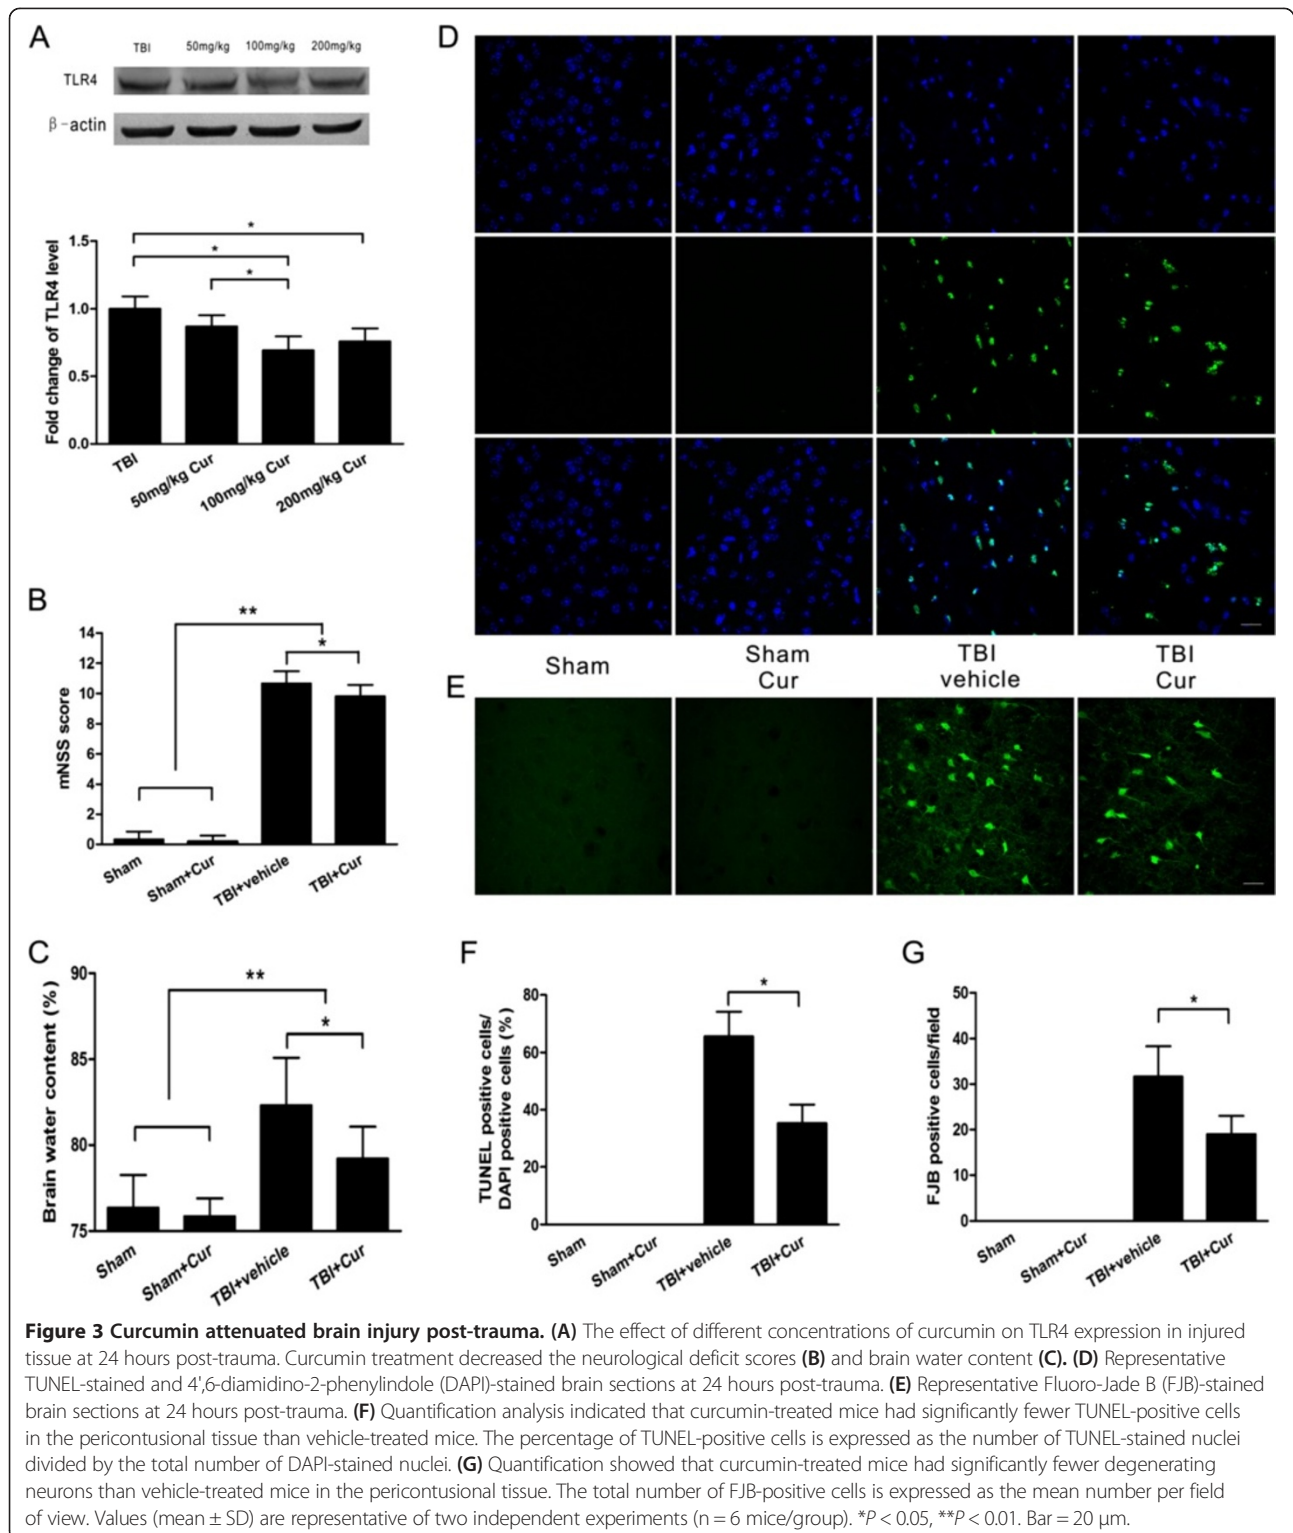 A
TBI 50mg/kg 100mg/kg 200mg/kg
TLR4
β-actin
Fold change of TLR4 level
1.5
1.0
0.5
0.0
*
*
*
TBI
50mg/kg Cur
100mg/kg Cur
200mg/kg Cur
B
mNSS score
14
12
10
8
6
4
2
0
**
*
Sham
Sham+Cur
TBI+vehicle
TBI+Cur
C
Brain water content (%)
90
85
80
75
**
*
Sham
Sham+Cur
TBI+vehicle
TBI+Cur
D
Sham
Sham
Cur
TBI
vehicle
TBI
Cur
E
F
TUNEL positive cells/
DAPI positive cells (%)
80
60
40
20
0
*
Sham
Sham+Cur
TBI+vehicle
TBI+Cur
G
FJB positive cells/field
50
40
30
20
10
0
*
Sham
Sham+Cur
TBI+vehicle
TBI+Cur
Figure 3 Curcumin attenuated brain injury post-trauma. (A) The effect of different concentrations of curcumin on TLR4 expression in injured
tissue at 24 hours post-trauma. Curcumin treatment decreased the neurological deficit scores (B) and brain water content (C). (D) Representative
TUNEL-stained and 4',6-diamidino-2-phenylindole (DAPI)-stained brain sections at 24 hours post-trauma. (E) Representative Fluoro-Jade B (FJB)-stained
brain sections at 24 hours post-trauma. (F) Quantification analysis indicated that curcumin-treated mice had significantly fewer TUNEL-positive cells
in the pericontusional tissue than vehicle-treated mice. The percentage of TUNEL-positive cells is expressed as the number of TUNEL-stained nuclei
divided by the total number of DAPI-stained nuclei. (G) Quantification showed that curcumin-treated mice had significantly fewer degenerating
neurons than vehicle-treated mice in the pericontusional tissue. The total number of FJB-positive cells is expressed as the mean number per field
of view. Values (mean ± SD) are representative of two independent experiments (n = 6 mice/group). *P < 0.05, **P < 0.01. Bar = 20 μm.